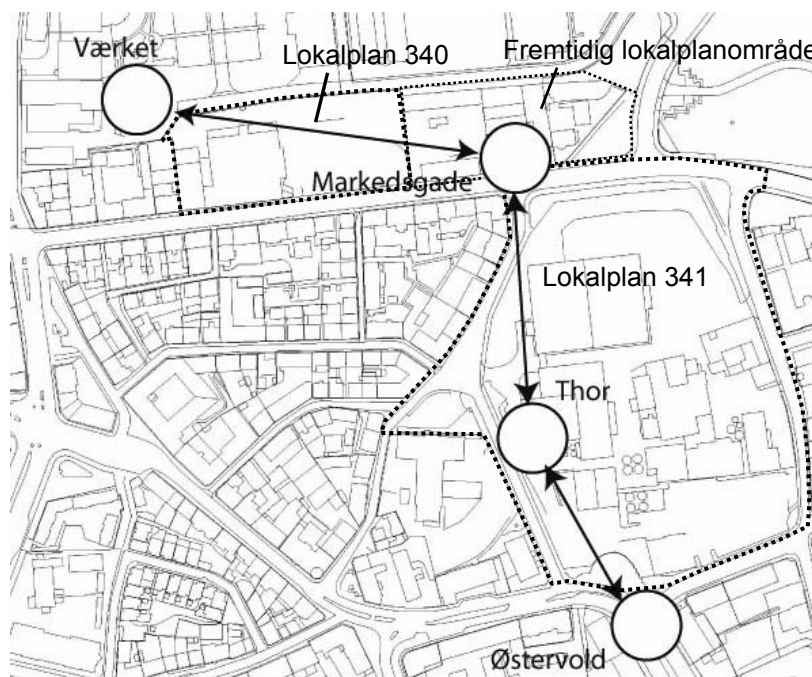 Værket
Lokalplan 340
Fremtidig lokalplanområde
Markedsgade
Lokalplan 341
Thor
Østervold